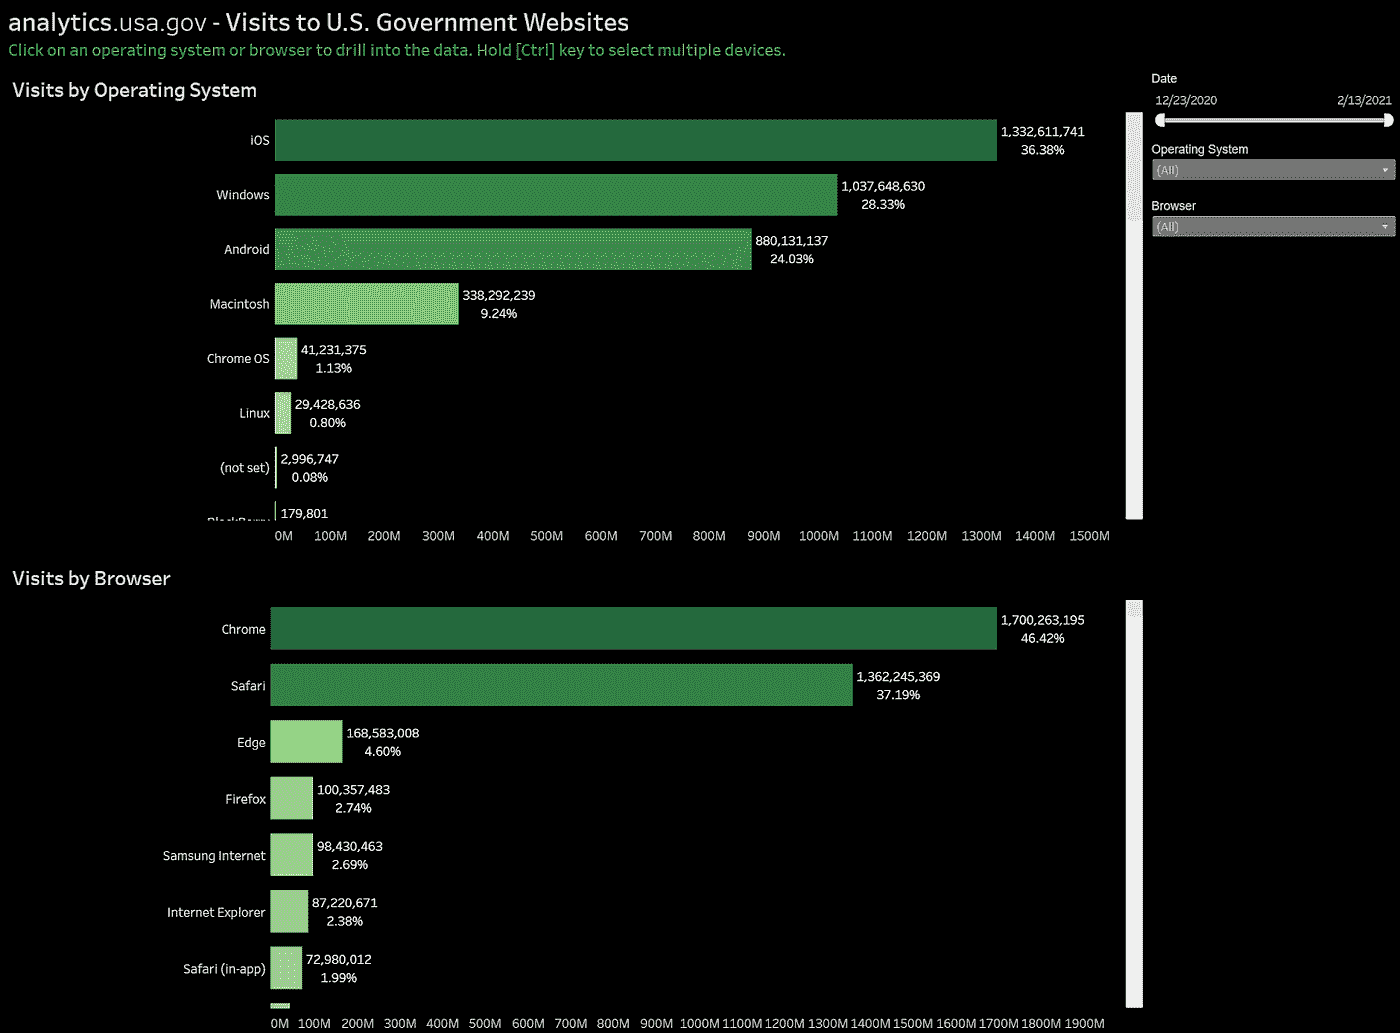 analytics.usa.gov - Visits to U.S. Government Websites
Click on an operating system or browser to drill into the data. Hold [Ctrl] key to select multiple devices.
Visits by Operating System
iOS
1,332,611,741
36.38%
Windows
1,037,648,630
28.33%
Android
880,131,137
24.03%
Macintosh
338,292,239
9.24%
Chrome OS
41,231,375
1.13%
Linux
29,428,636
0.80%
(not set)
2,996,747
0.08%
BlackBerry
179,801
0M 100M 200M 300M 400M 500M 600M 700M 800M 900M 1000M 1100M 1200M 1300M 1400M 1500M
Date
12/23/2020 2/13/2021
Operating System
(All)
Browser
(All)
Visits by Browser
Chrome
1,700,263,195
46.42%
Safari
1,362,245,369
37.19%
Edge
168,583,008
4.60%
Firefox
100,357,483
2.74%
Samsung Internet
98,430,463
2.69%
Internet Explorer
87,220,671
2.38%
Safari (in-app)
72,980,012
1.99%
0M 100M 200M 300M 400M 500M 600M 700M 800M 900M 1000M 1100M 1200M 1300M 1400M 1500M 1600M 1700M 1800M 1900M